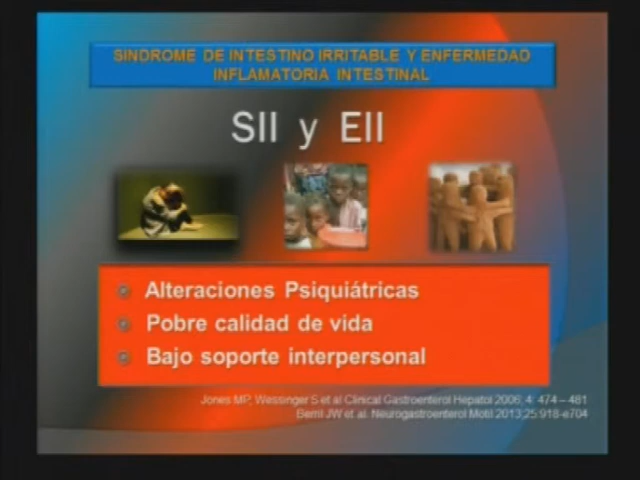 SINDROME DE INTESTINO IRRITABLE Y ENFERMEDAD
INFLAMATORIA INTESTINAL
SII y EII
Alteraciones Psiquiátricas
Pobre calidad de vida
Bajo soporte interpersonal
Jones MP, Wessinger S et al Clinical Gastroenterol Hepatol 2006; 4: 474 – 481
Berril JW et al. Neurogastroenterol Motil 2013;25:918-e704